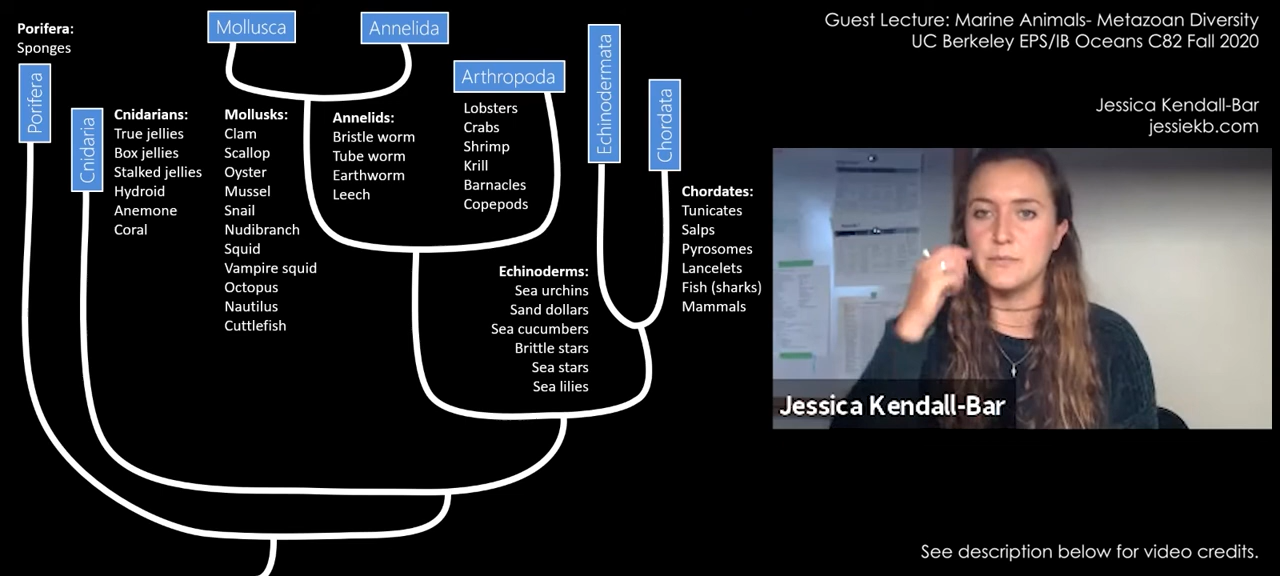 Porifera:
Sponges
Porifera
Cnidaria
Cnidarians:
True jellies
Box jellies
Stalked jellies
Hydroid
Anemone
Coral
Mollusca
Mollusks:
Clam
Scallop
Oyster
Mussel
Snail
Nudibranch
Squid
Vampire squid
Octopus
Nautilus
Cuttlefish
Annelida
Annelids:
Bristle worm
Tube worm
Earthworm
Leech
Arthropoda
Lobsters
Crabs
Shrimp
Krill
Barnacles
Copepods
Echinodermata
Echinoderms:
Sea urchins
Sand dollars
Sea cucumbers
Brittle stars
Sea stars
Sea lilies
Chordata
Chordates:
Tunicates
Salps
Pyrosomes
Lancelets
Fish (sharks)
Mammals
Guest Lecture: Marine Animals- Metazoan Diversity
UC Berkeley EPS/IB Oceans C82 Fall 2020
Jessica Kendall-Bar
jessiekb.com
Jessica Kendall-Bar
See description below for video credits.